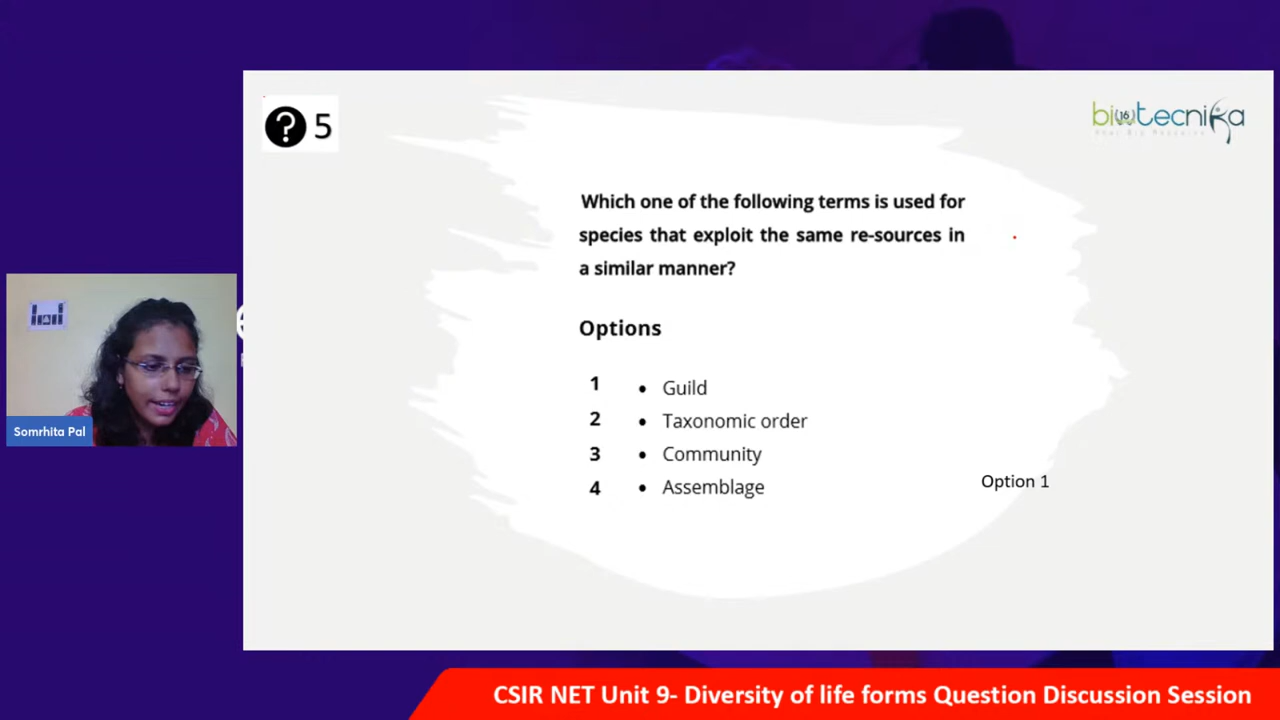 ? 5
biotecnika
Which one of the following terms is used for
species that exploit the same re-sources in
a similar manner?
Options
1 • Guild
2 • Taxonomic order
3 • Community
4 • Assemblage
Option 1
Somrhita Pal
CSIR NET Unit 9- Diversity of life forms Question Discussion Session